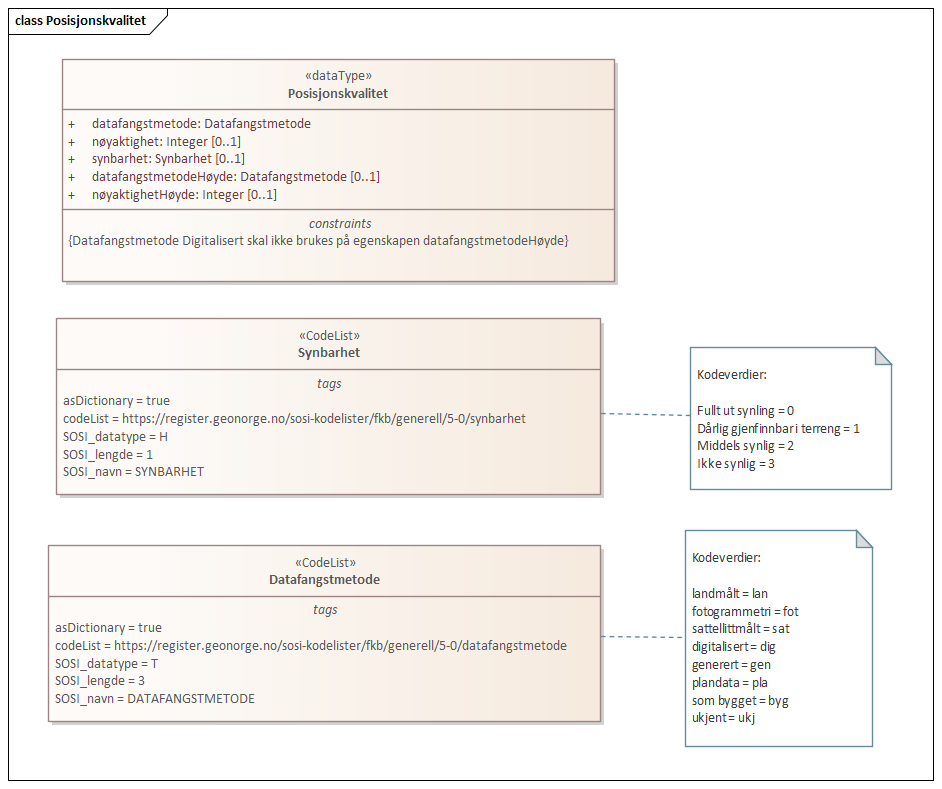 class Posisjonskvalitet
«dataType»
Posisjonskvalitet
+ datafangstmetode: Datafangstmetode
+ nøyaktighet: Integer [0..1]
+ synbarhet: Synbarhet [0..1]
+ datafangstmetodeHøyde: Datafangstmetode [0..1]
+ nøyaktighetHøyde: Integer [0..1]
constraints
{Datafangstmetode Digitalisert skal ikke brukes på egenskapen datafangstmetodeHøyde}
«CodeList»
Synbarhet
tags
asDictionary = true
codeList = https://register.geonorge.no/sosi-kodelister/fkb/generell/5-0/synbarhet
SOSI_datatype = H
SOSI_lengde = 1
SOSI_navn = SYNBARHET
Kodeverdier:
Fullt ut synling = 0
Dårlig gjenfinnbar i terreng = 1
Middels synlig = 2
Ikke synlig = 3
«CodeList»
Datafangstmetode
tags
asDictionary = true
codeList = https://register.geonorge.no/sosi-kodelister/fkb/generell/5-0/datafangstmetode
SOSI_datatype = T
SOSI_lengde = 3
SOSI_navn = DATAFANGSTMETODE
Kodeverdier:
landmålt = lan
fotogrammetri = fot
sattellittmålt = sat
digitalisert = dig
generert = gen
plandata = pla
som bygget = byg
ukjent = ukj